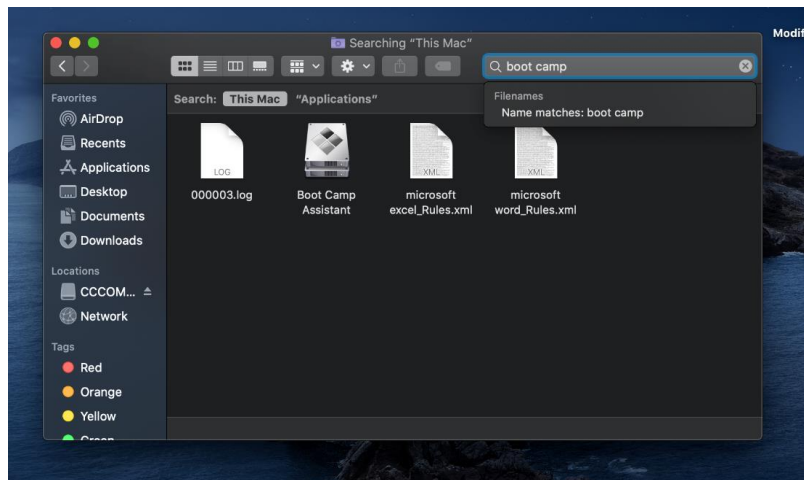 Modif
Searching “This Mac”
boot camp
Filenames
Name matches: boot camp
Favorites
AirDrop
Recents
Applications
Desktop
Documents
Downloads
Locations
CCCOM...
Network
Tags
Red
Orange
Yellow
Green
Search: This Mac “Applications”
LOG
000003.log
Boot Camp
Assistant
XML
microsoft
excel_Rules.xml
XML
microsoft
word_Rules.xml